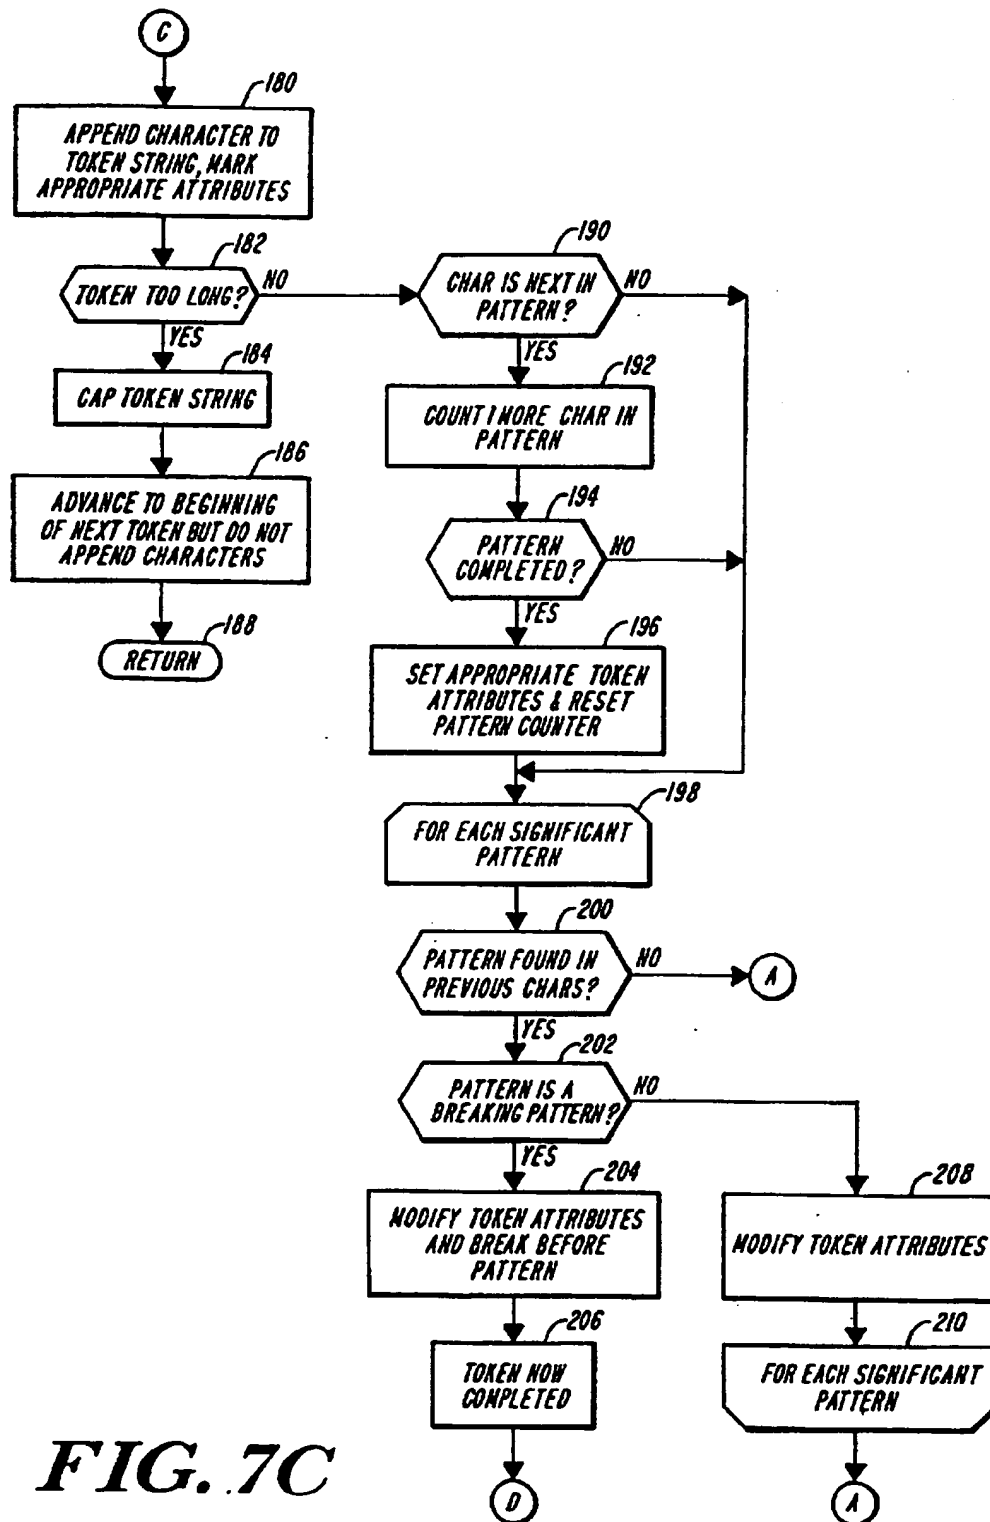 C
180
APPEND CHARACTER TO
TOKEN STRING, MARK
APPROPRIATE ATTRIBUTES
182
TOKEN TOO LONG?
NO
YES
184
CAP TOKEN STRING
186
ADVANCE TO BEGINNING
OF NEXT TOKEN BUT DO NOT
APPEND CHARACTERS
188
RETURN
190
CHAR IS NEXT IN
PATTERN?
NO
YES
192
COUNT 1 MORE CHAR IN
PATTERN
194
PATTERN
COMPLETED?
NO
YES
196
SET APPROPRIATE TOKEN
ATTRIBUTES & RESET
PATTERN COUNTER
198
FOR EACH SIGNIFICANT
PATTERN
200
PATTERN FOUND IN
PREVIOUS CHARS?
NO
A
YES
202
PATTERN IS A
BREAKING PATTERN?
NO
YES
204
MODIFY TOKEN ATTRIBUTES
AND BREAK BEFORE
PATTERN
206
TOKEN NOW
COMPLETED
D
208
MODIFY TOKEN ATTRIBUTES
210
FOR EACH SIGNIFICANT
PATTERN
A
FIG. 7C